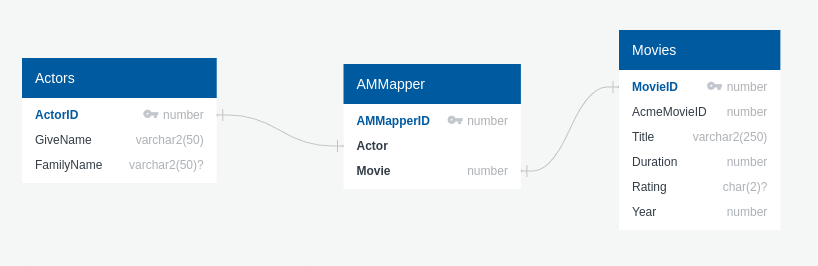 Actors
ActorID number
GiveName varchar2(50)
FamilyName varchar2(50)?
AMMapper
AMMapperID number
Actor
Movie number
Movies
MovieID number
AcmeMovieID number
Title varchar2(250)
Duration number
Rating char(2)?
Year number